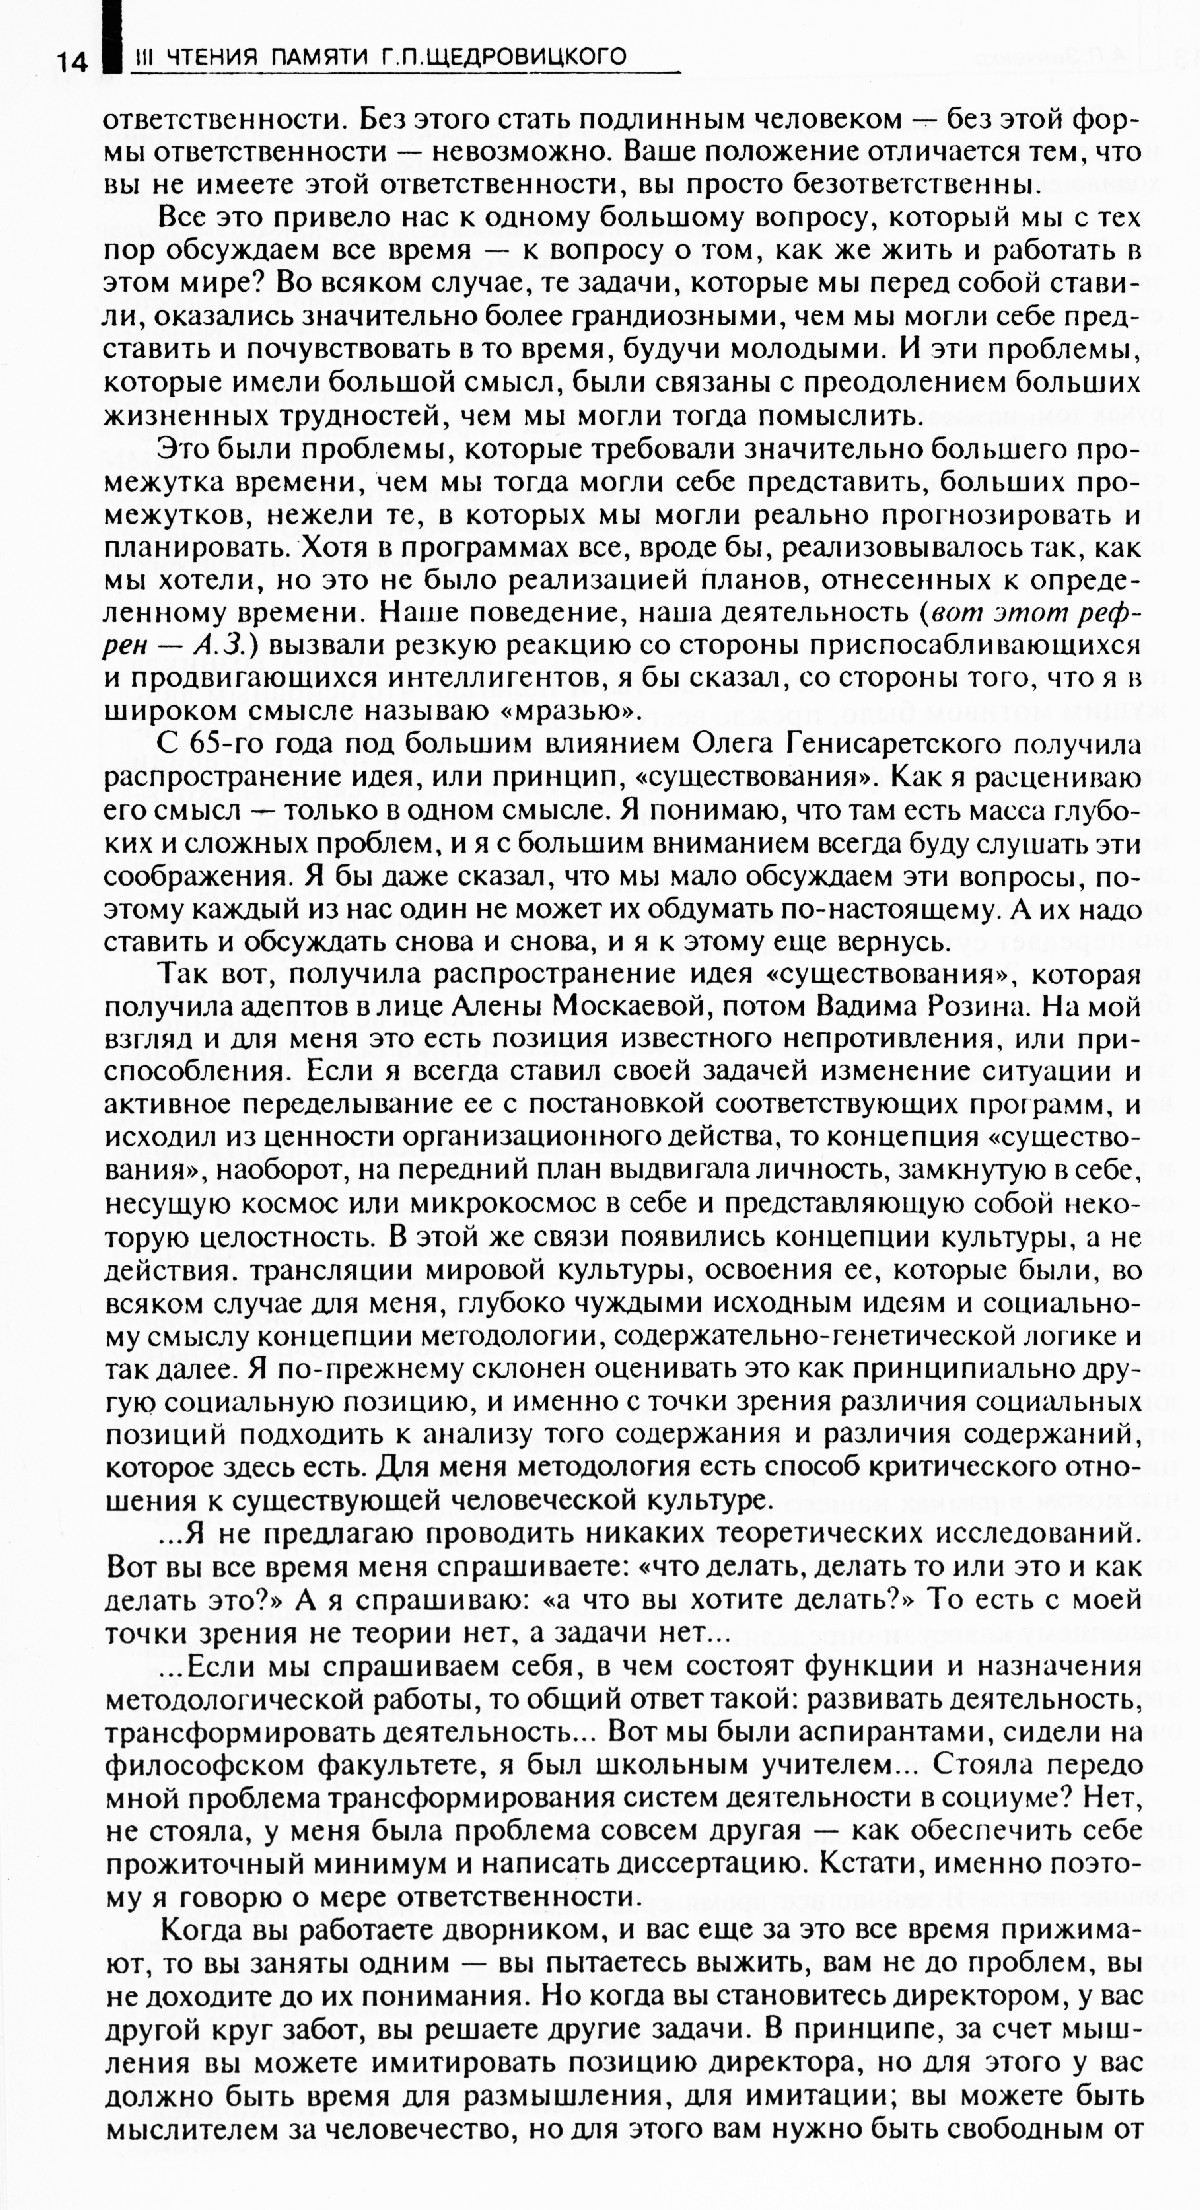 14 III ЧТЕНИЯ ПАМЯТИ Г.П.ЩЕДРОВИЦКОГО
ответственности. Без этого стать подлинным человеком — без этой фор-
мы ответственности — невозможно. Ваше положение отличается тем, что
вы не имеете этой ответственности, вы просто безответственны.
Все это привело нас к одному большому вопросу, который мы с тех
пор обсуждаем все время — к вопросу о том, как же жить и работать в
этом мире? Во всяком случае, те задачи, которые мы перед собой стави-
ли, оказались значительно более грандиозными, чем мы могли себе пред-
ставить и почувствовать в то время, будучи молодыми. И эти проблемы,
которые имели большой смысл, были связаны с преодолением больших
жизненных трудностей, чем мы могли тогда помыслить.
Это были проблемы, которые требовали значительно большего про-
межутка времени, чем мы тогда могли себе представить, больших про-
межутков, нежели те, в которых мы могли реально прогнозировать и
планировать. Хотя в программах все, вроде бы, реализовывалось так, как
мы хотели, но это не было реализацией планов, отнесенных к опреде-
ленному времени. Наше поведение, наша деятельность (вот этот реф-
рен — А.З.) вызвали резкую реакцию со стороны приспосабливающихся
и продвигающихся интеллигентов, я бы сказал, со стороны того, что я в
широком смысле называю «мразью».
С 65-го года под большим влиянием Олега Генисаретского получила
распространение идея, или принцип, «существования». Как я расцениваю
его смысл — только в одном смысле. Я понимаю, что там есть масса глубо-
ких и сложных проблем, и я с большим вниманием всегда буду слушать эти
соображения. Я бы даже сказал, что мы мало обсуждаем эти вопросы, по-
этому каждый из нас один не может их обдумать по-настоящему. А их надо
ставить и обсуждать снова и снова, и я к этому еще вернусь.
Так вот, получила распространение идея «существования», которая
получила адептов в лице Алены Москаевой, потом Вадима Розина. На мой
взгляд и для меня это есть позиция известного непротивления, или при-
способления. Если я всегда ставил своей задачей изменение ситуации и
активное переделывание ее с постановкой соответствующих программ, и
исходил из ценности организационного действа, то концепция «существо-
вания», наоборот, на передний план выдвигала личность, замкнутую в себе,
несущую космос или микрокосмос в себе и представляющую собой неко-
торую целостность. В этой же связи появились концепции культуры, а не
действия. трансляции мировой культуры, освоения ее, которые были, во
всяком случае для меня, глубоко чуждыми исходным идеям и социально-
му смыслу концепции методологии, содержательно-генетической логике и
так далее. Я по-прежнему склонен оценивать это как принципиально дру-
гую социальную позицию, и именно с точки зрения различия социальных
позиций подходить к анализу того содержания и различия содержаний,
которое здесь есть. Для меня методология есть способ критического отно-
шения к существующей человеческой культуре.
...Я не предлагаю проводить никаких теоретических исследований.
Вот вы все время меня спрашиваете: «что делать, делать то или это и как
делать это?» А я спрашиваю: «а что вы хотите делать?» То есть с моей
точки зрения не теории нет, а задачи нет...
...Если мы спрашиваем себя, в чем состоят функции и назначения
методологической работы, то общий ответ такой: развивать деятельность,
трансформировать деятельность... Вот мы были аспирантами, сидели на
философском факультете, я был школьным учителем... Стояла передо
мной проблема трансформирования систем деятельности в социуме? Нет,
не стояла, у меня была проблема совсем другая — как обеспечить себе
прожиточный минимум и написать диссертацию. Кстати, именно поэто-
му я говорю о мере ответственности.
Когда вы работаете дворником, и вас еще за это все время прижима-
ют, то вы заняты одним — вы пытаетесь выжить, вам не до проблем, вы
не доходите до их понимания. Но когда вы становитесь директором, у вас
другой круг забот, вы решаете другие задачи. В принципе, за счет мыш-
ления вы можете имитировать позицию директора, но для этого у вас
должно быть время для размышления, для имитации; вы можете быть
мыслителем за человечество, но для этого вам нужно быть свободным от